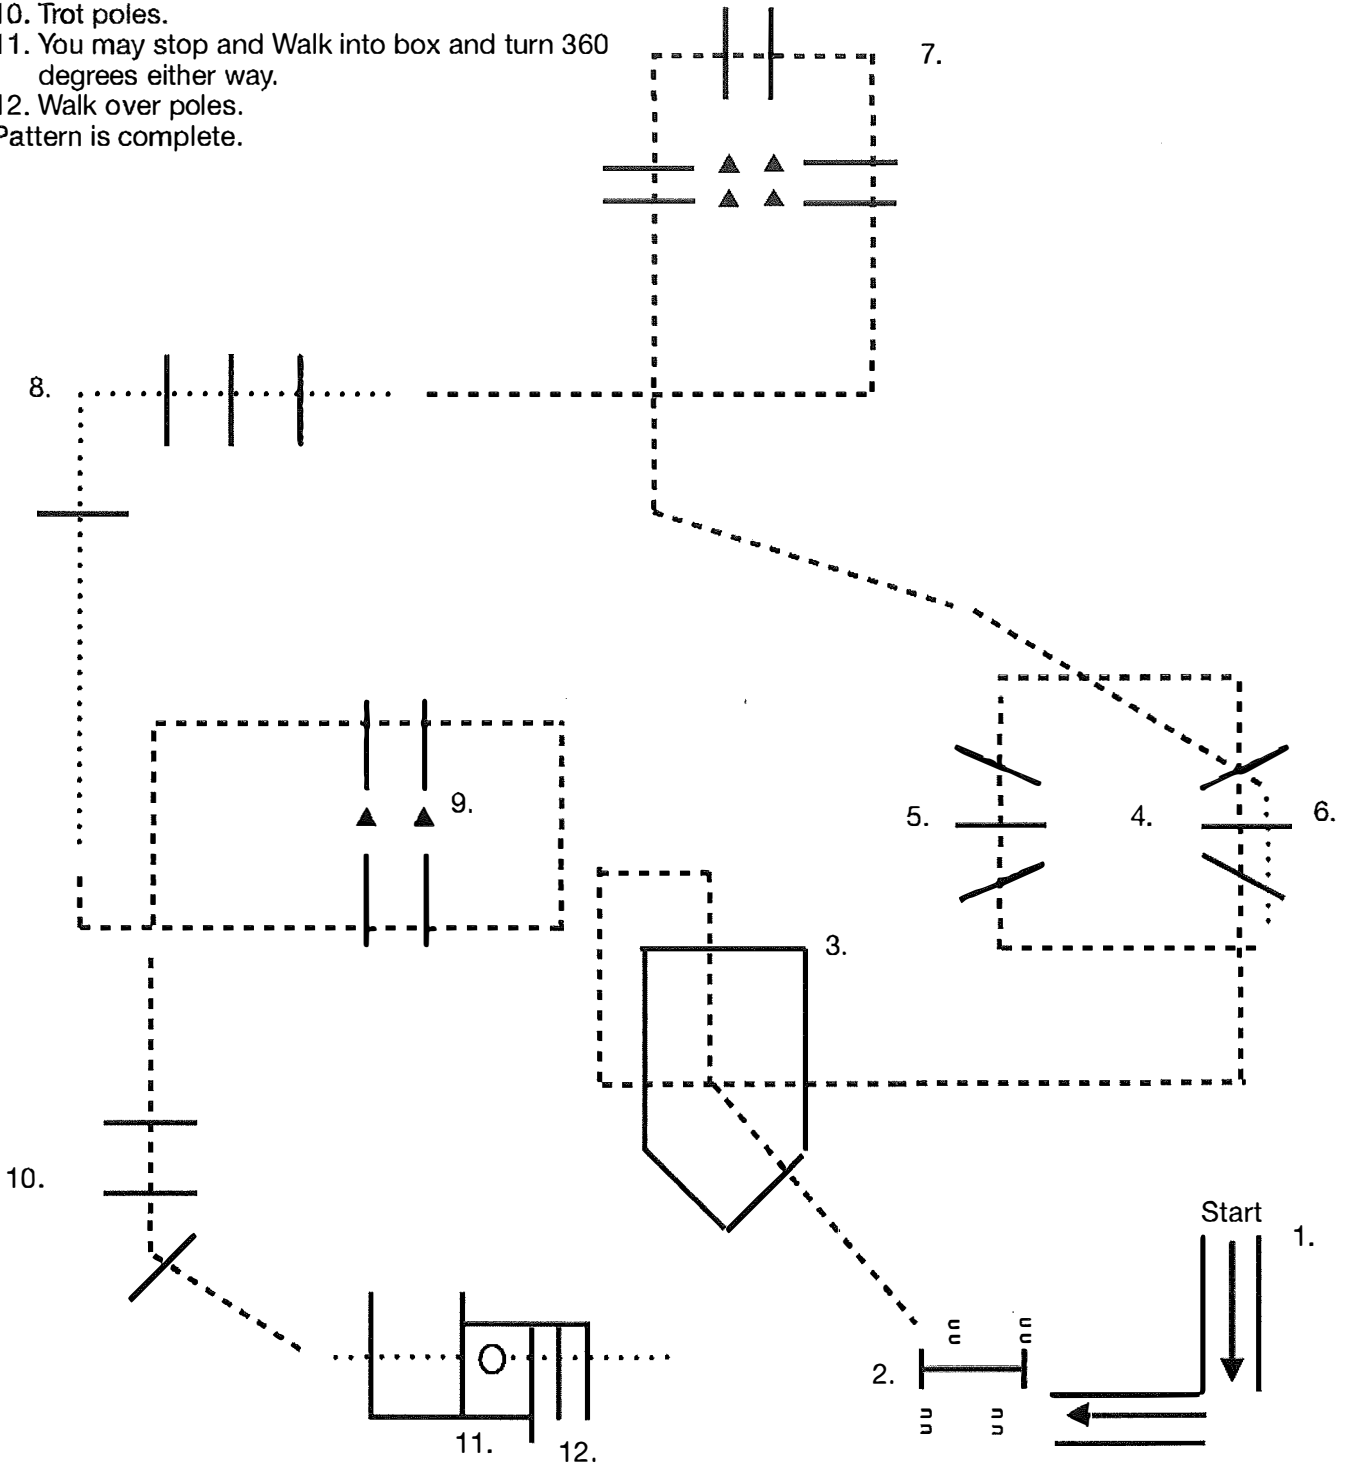 10. Trot poles.
11. You may stop and Walk into box and turn 360
degrees either way.
12. Walk over poles.
Pattern is complete.
7.
8.
9.
5.
4.
6.
3.
10.
Start
1.
2.
11.
12.